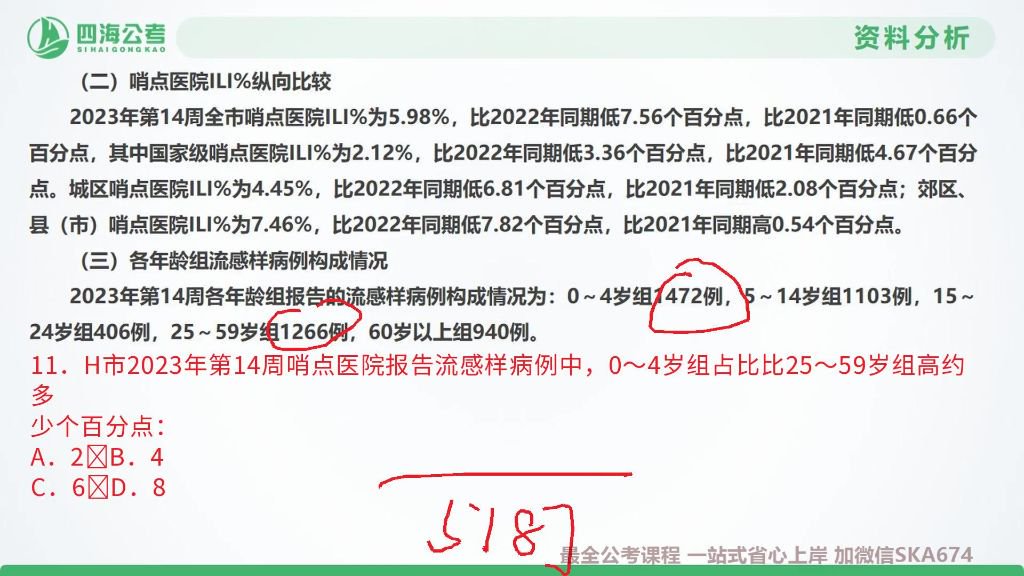 四海公考
SIHAIGONGKAO
资料分析
（二）哨点医院ILI%纵向比较
2023年第14周全市哨点医院ILI%为5.98%，比2022年同期低7.56个百分点，比2021年同期低0.66个
百分点，其中国家级哨点医院ILI%为2.12%，比2022年同期低3.36个百分点，比2021年同期低4.67个百分
点。城区哨点医院ILI%为4.45%，比2022年同期低6.81个百分点，比2021年同期低2.08个百分点；郊区、
县（市）哨点医院ILI%为7.46%，比2022年同期低7.82个百分点，比2021年同期高0.54个百分点。
（三）各年龄组流感样病例构成情况
2023年第14周各年龄组报告的流感样病例构成情况为：0～4岁组1472例，5～14岁组1103例，15～
24岁组406例，25～59岁组1266例，60岁以上组940例。
11．H市2023年第14周哨点医院报告流感样病例中，0～4岁组占比比25～59岁组高约
多
少个百分点：
A．2 B．4
C．6 D．8
5187
最全公考课程 一站式省心上岸 加微信SKA674